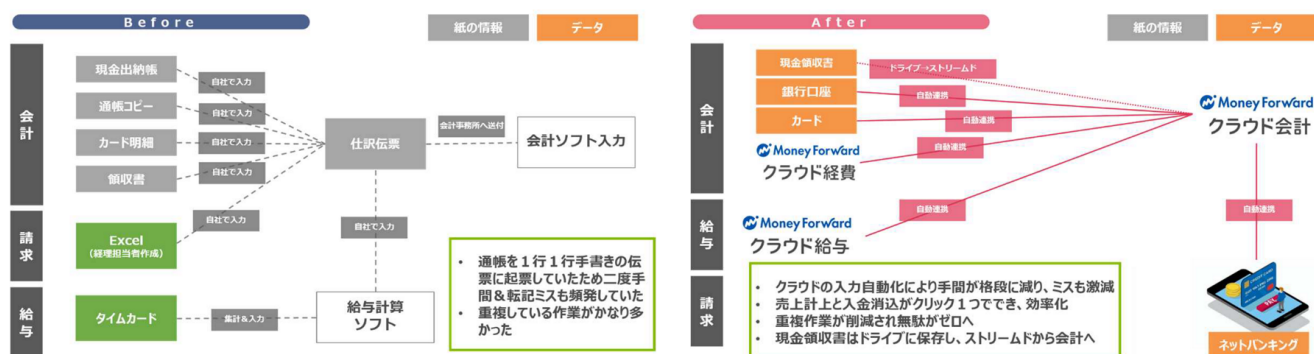 Before
紙の情報
データ
会計
現金出納帳
自社で入力
通帳コピー
自社で入力
カード明細
自社で入力
領収書
自社で入力
仕訳伝票
会計事務所へ送付
会計ソフト入力
請求
Excel
(経理担当者作成)
自社で入力
自社で入力
給与
タイムカード
集計&入力
給与計算
ソフト
・ 通帳を1行1行手書きの伝
票に起票していたため二度手
間&転記ミスも頻発していた
・ 重複している作業がかなり多
かった
After
紙の情報
データ
会計
現金領収書
ドライブ→ストリームド
銀行口座
自動連携
カード
自動連携
Money Forward
クラウド経費
自動連携
Money Forward
クラウド会計
給与
Money Forward
クラウド給与
自動連携
自動連携
請求
・ クラウドの入力自動化により手間が格段に減り、ミスも激減
・ 売上計上と入金消込がクリック1つでき、効率化
・ 重複作業が削減され無駄がゼロへ
・ 現金領収書はドライブに保存し、ストリームドから会計へ
ネットバンキング